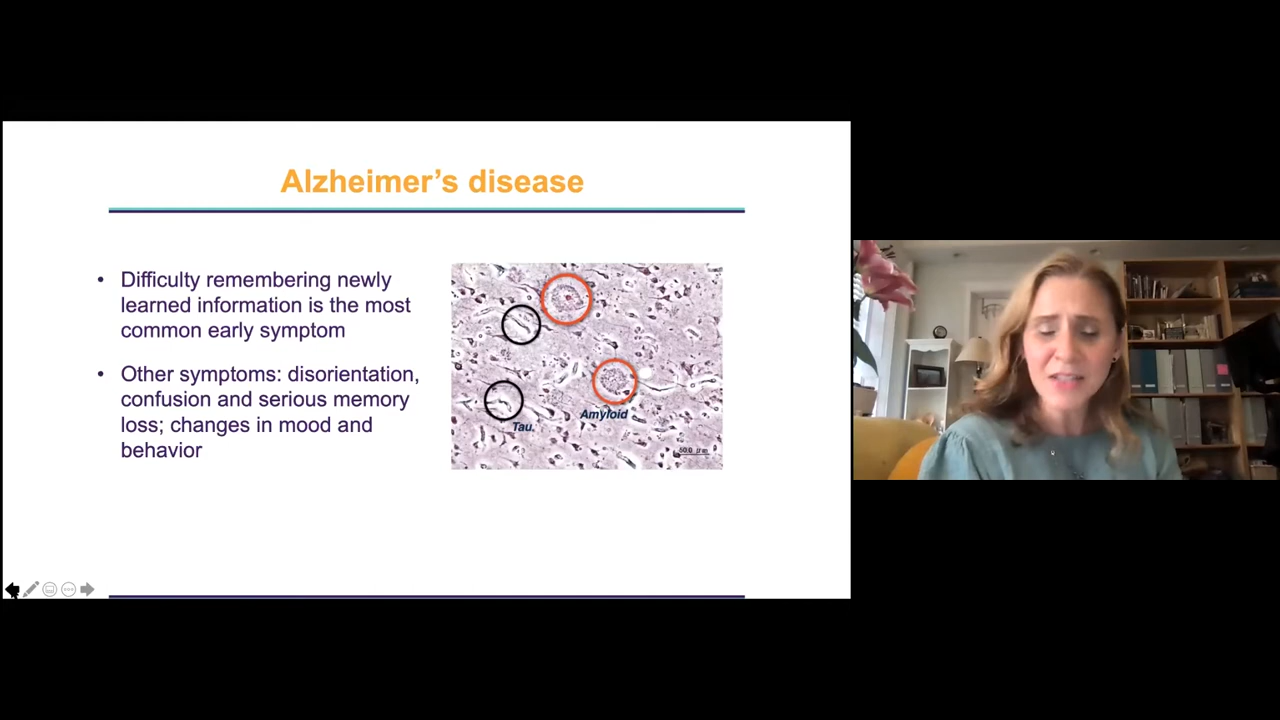 Alzheimer’s disease
• Difficulty remembering newly
learned information is the most
common early symptom
• Other symptoms: disorientation,
confusion and serious memory
loss; changes in mood and
behavior
Amyloid
Tau.